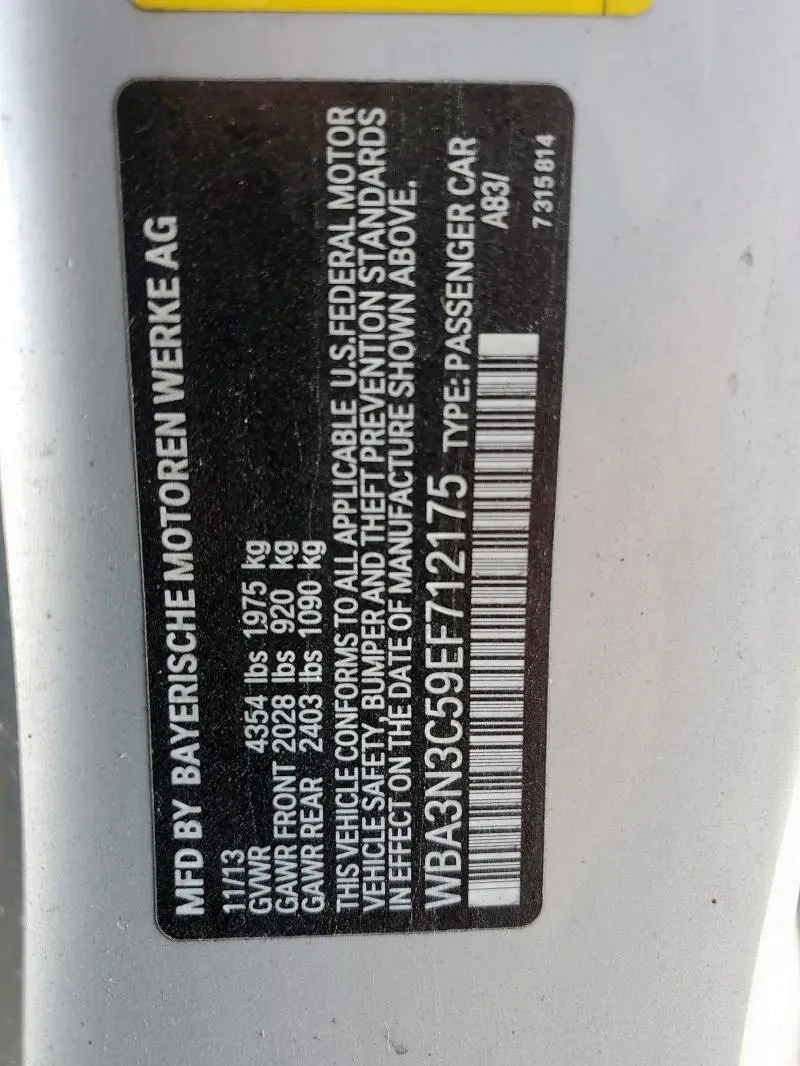 MFD BY BAYERISCHE MOTOREN WERKE AG
11/13
GVWR 4354 lbs 1975 kg
GAWR FRONT 2028 lbs 920 kg
GAWR REAR 2403 lbs 1090 kg
THIS VEHICLE CONFORMS TO ALL APPLICABLE U.S. FEDERAL MOTOR
VEHICLE SAFETY, BUMPER AND THEFT PREVENTION STANDARDS
IN EFFECT ON THE DATE OF MANUFACTURE SHOWN ABOVE.
WBA3N3C59EF712175 TYPE: PASSENGER CAR
A83/
7 315 814